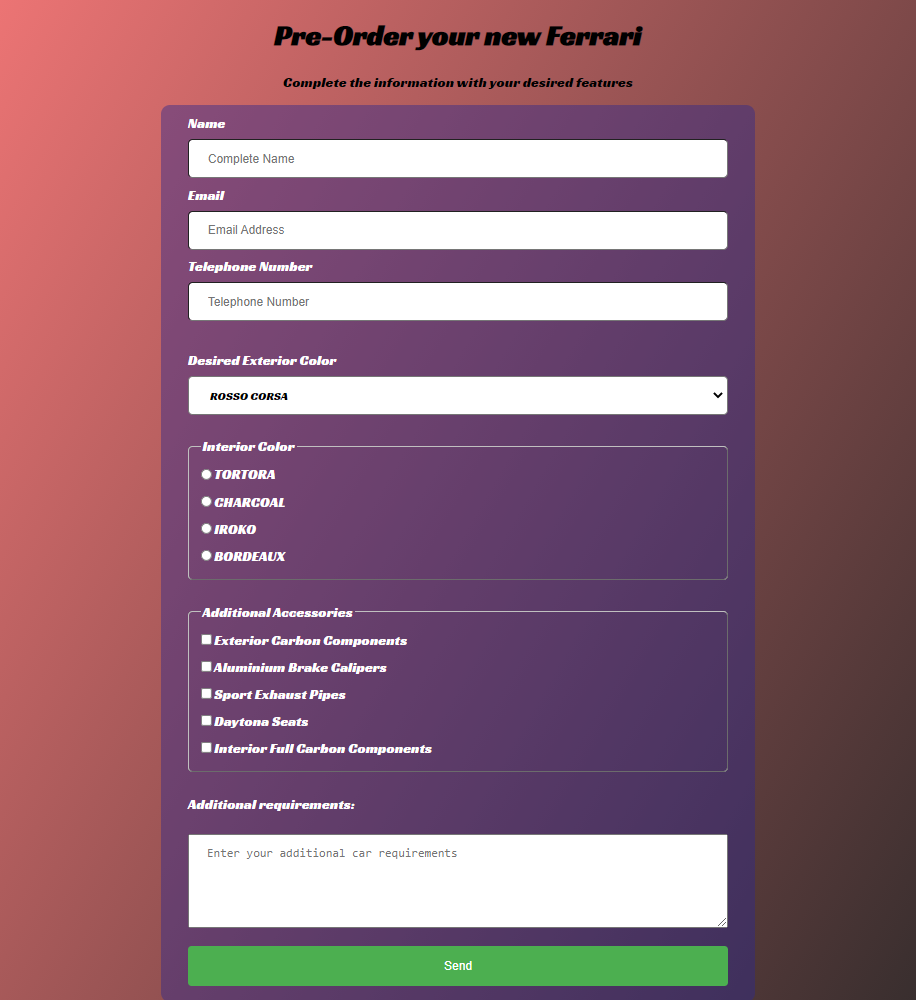 Pre-Order your new Ferrari
Complete the information with your desired features
Name
Complete Name
Email
Email Address
Telephone Number
Telephone Number
Desired Exterior Color
ROSSO CORSA
Interior Color
TORTORA
CHARCOAL
IROKO
BORDEAUX
Additional Accessories
Exterior Carbon Components
Aluminium Brake Calipers
Sport Exhaust Pipes
Daytona Seats
Interior Full Carbon Components
Additional requirements:
Enter your additional car requirements
Send